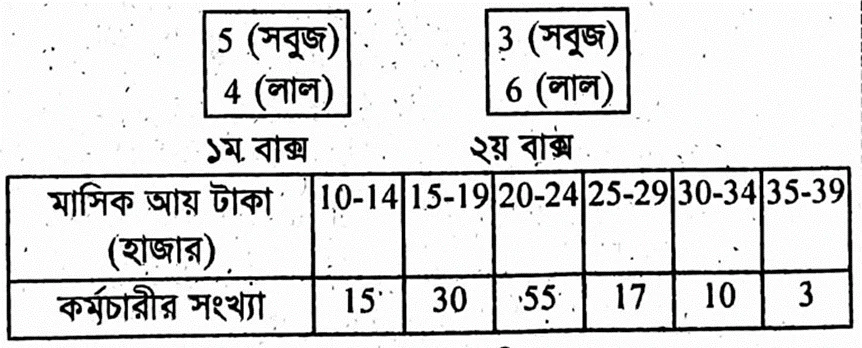 5 (সবুজ) 3 (সবুজ)
4 (লাল) 6 (লাল)
১ম বাক্স ২য় বাক্স
মাসিক আয় টাকা 10-14 15-19 20-24 25-29 30-34 35-39
(হাজার)
কর্মচারীর সংখ্যা 15 30 55 17 10 3